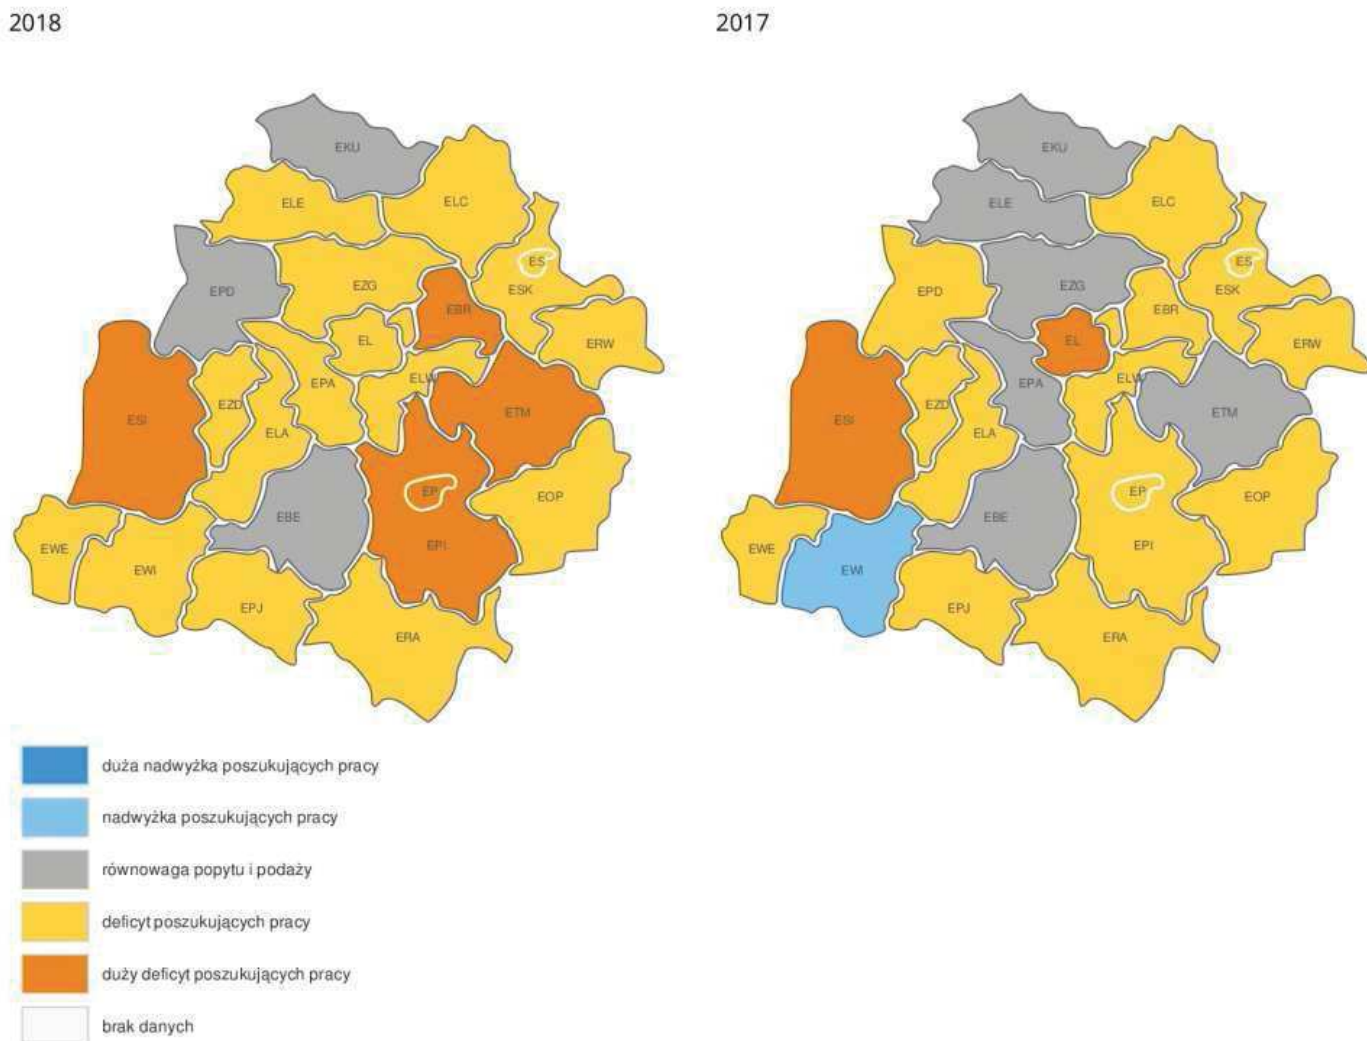 2018
2017
EKU
ELE
ELC
ES
EPD
EZG
ESK
EBR
EL
ERW
EPA
ELW
EZD
ETM
ESI
ELA
EP
EOP
EBE
EWE
EPI
EWI
EPJ
ERA
EKU
ELE
ELC
ES
EPD
EZG
ESK
EBR
EL
ERW
EPA
ELW
EZD
ETM
ESI
ELA
EP
EOP
EBE
EWE
EPI
EWI
EPJ
ERA
duża nadwyżka poszukujących pracy
nadwyżka poszukujących pracy
równowaga popytu i podaży
deficyt poszukujących pracy
duży deficyt poszukujących pracy
brak danych